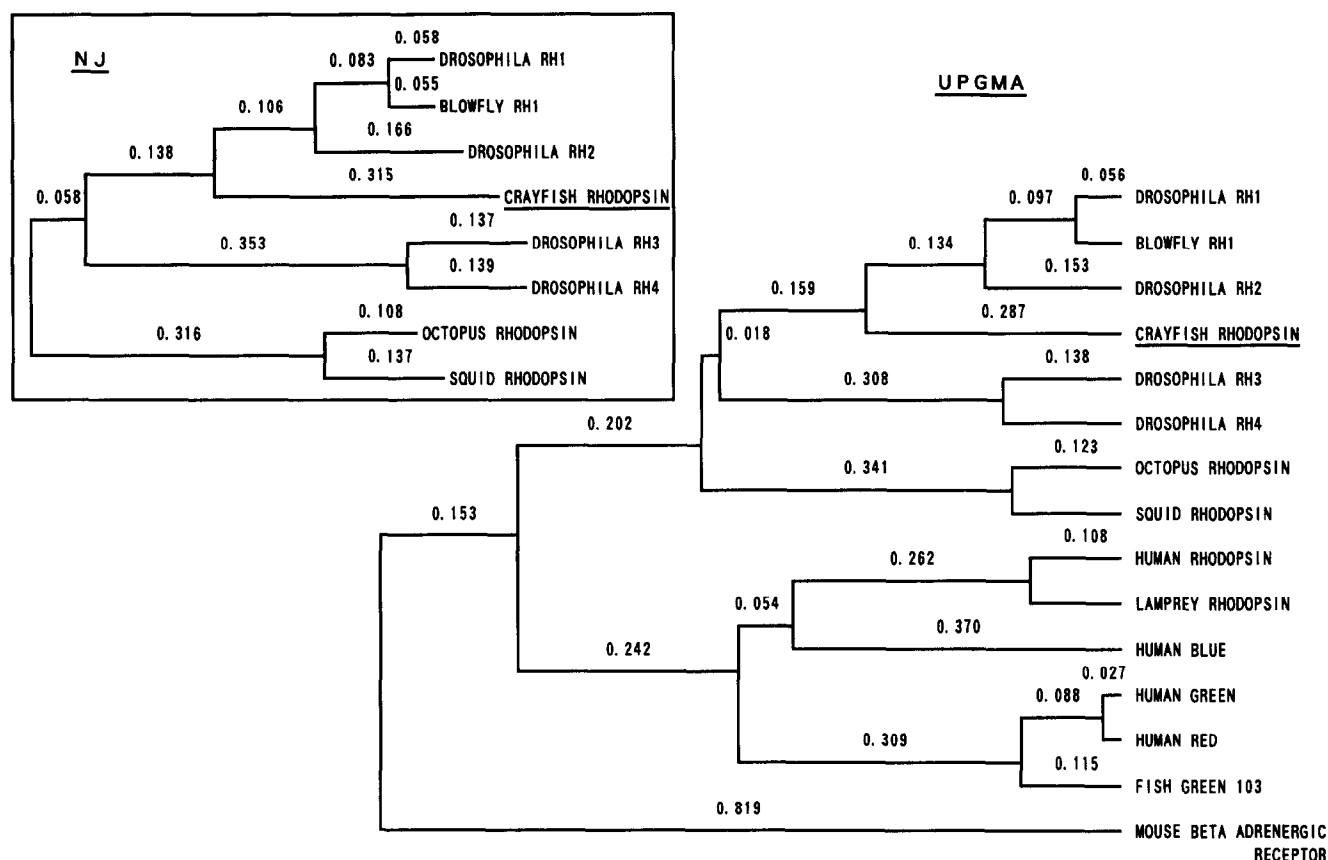 NJ
0.058
0.083
DROSOPHILA RH1
0.055
BLOWFLY RH1
0.106
0.166
DROSOPHILA RH2
0.138
0.315
CRAYFISH RHODOPSIN
0.058
0.137
DROSOPHILA RH3
0.353
0.139
DROSOPHILA RH4
0.108
OCTOPUS RHODOPSIN
0.316
0.137
SQUID RHODOPSIN
UPGMA
0.056
0.097
DROSOPHILA RH1
0.134
BLOWFLY RH1
0.153
DROSOPHILA RH2
0.159
0.287
CRAYFISH RHODOPSIN
0.018
0.138
0.308
DROSOPHILA RH3
DROSOPHILA RH4
0.202
0.123
0.341
OCTOPUS RHODOPSIN
SQUID RHODOPSIN
0.153
0.108
0.262
HUMAN RHODOPSIN
0.054
LAMPREY RHODOPSIN
0.370
0.242
HUMAN BLUE
0.027
0.088
HUMAN GREEN
0.309
HUMAN RED
0.115
FISH GREEN 103
0.819
MOUSE BETA ADRENERGIC
RECEPTOR